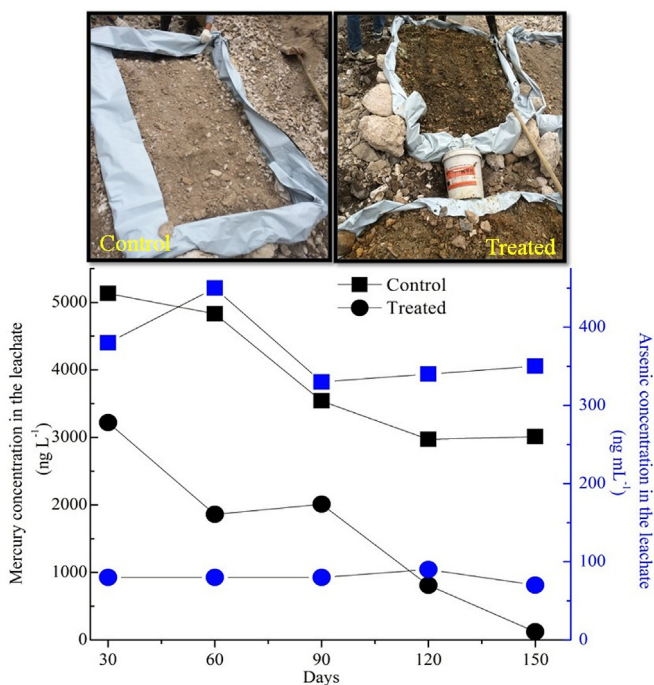 Control
Treated
Control
Treated
5000
4000
3000
2000
1000
0
Mercury concentration in the leachate
(ng L⁻¹)
400
300
200
100
0
Arsenic concentration in the leachate
(ng mL⁻¹)
30 60 90 120 150
Days